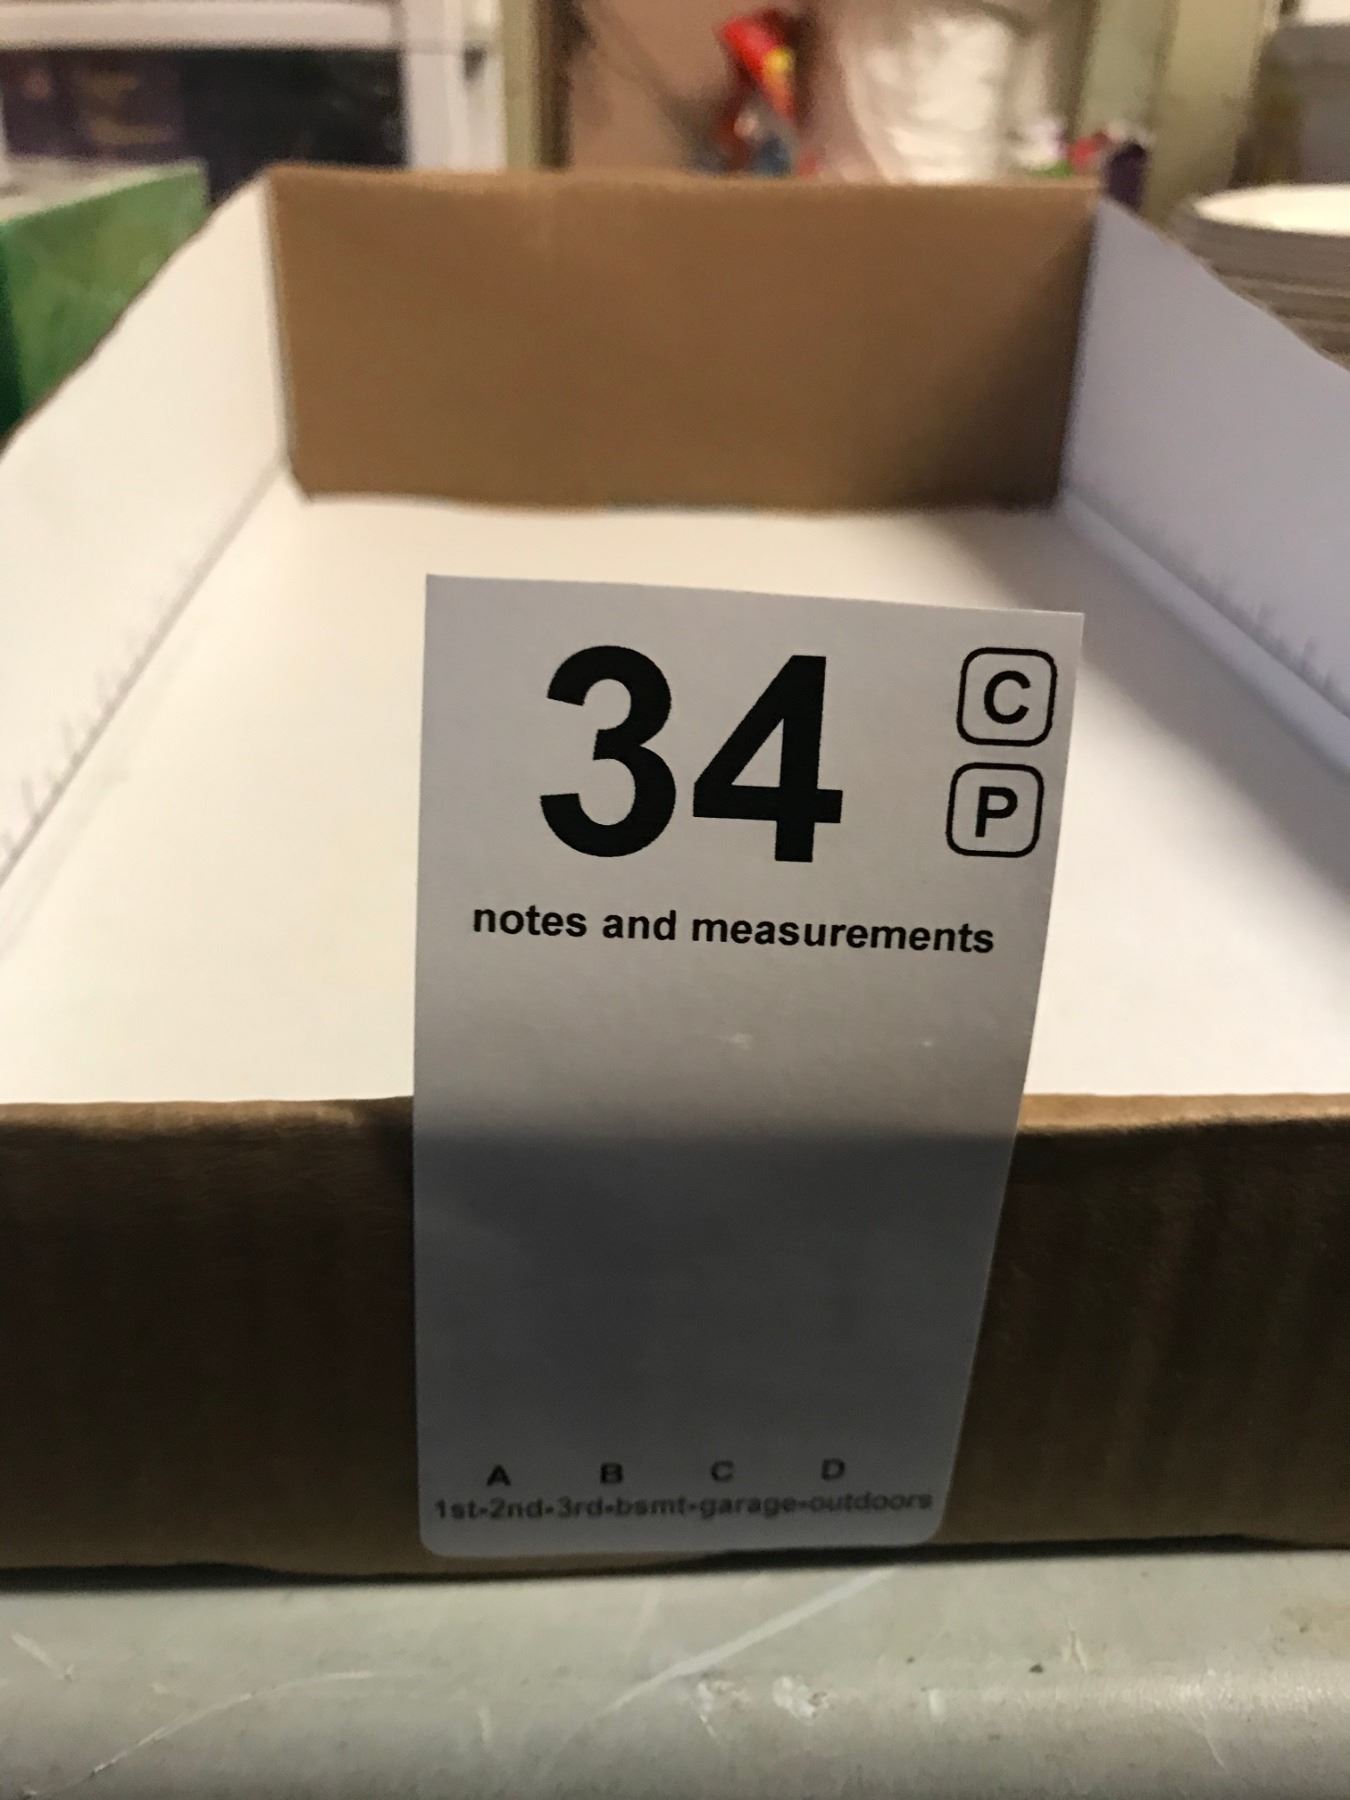 34 C
P
notes and measurements
A B C D
1st-2nd-3rd-bsmt-garage-outdoors